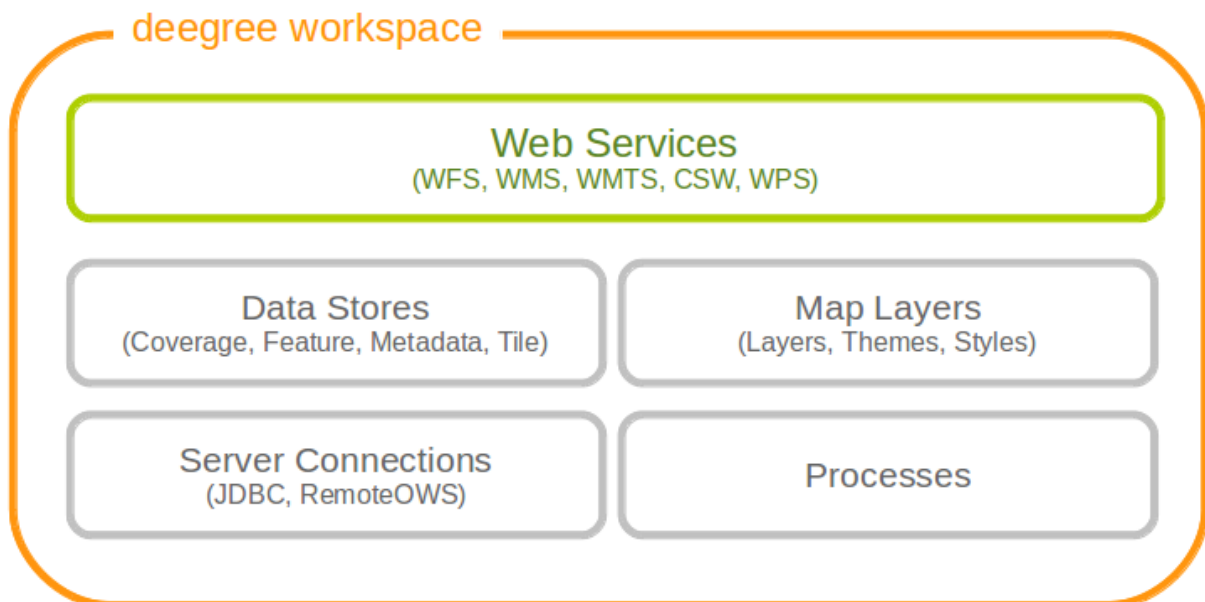 deegree workspace
Web Services
(WFS, WMS, WMTS, CSW, WPS)
Data Stores
(Coverage, Feature, Metadata, Tile)
Map Layers
(Layers, Themes, Styles)
Server Connections
(JDBC, RemoteOWS)
Processes